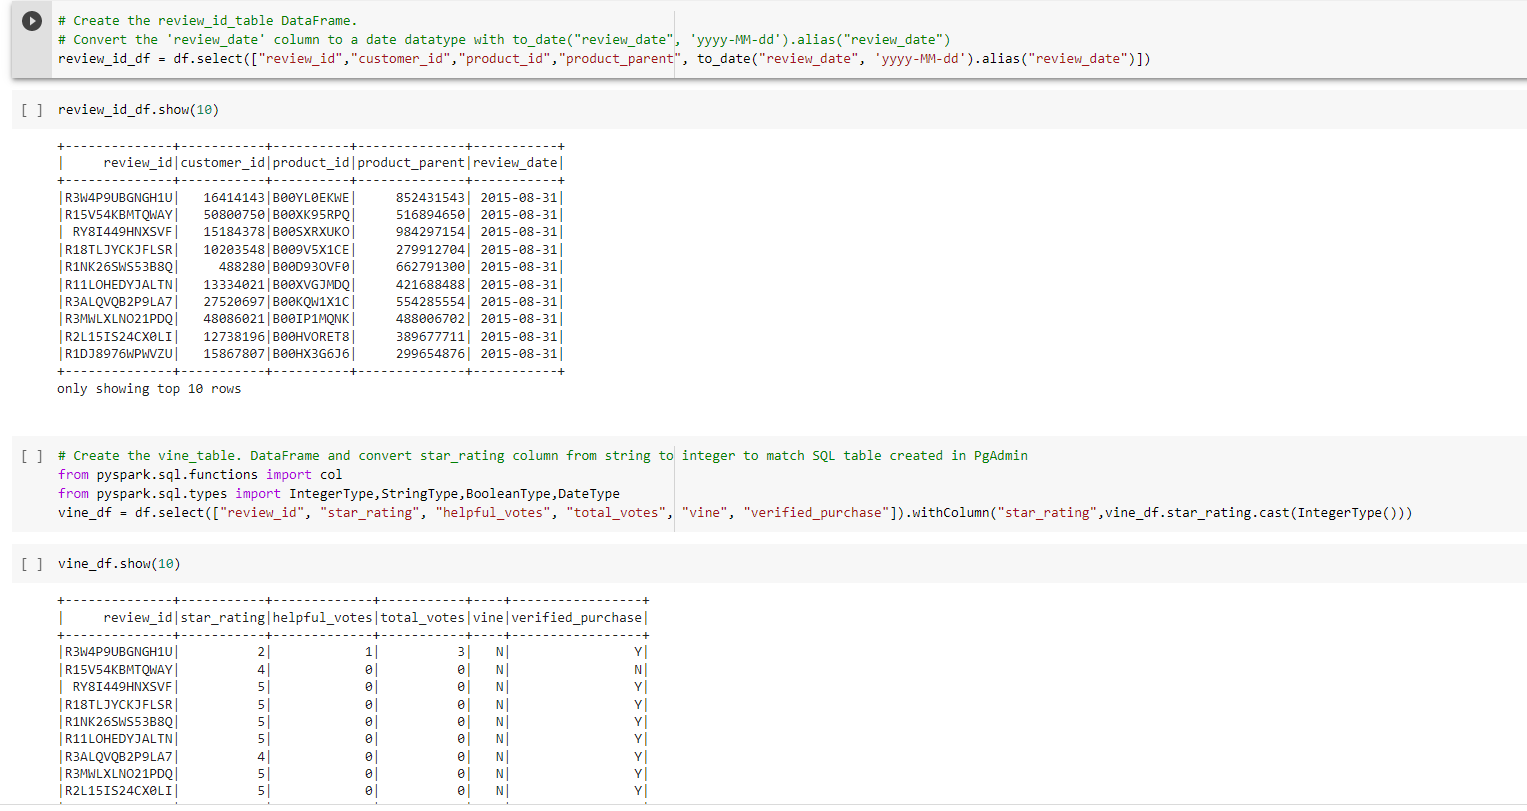 # Create the review_id_table DataFrame.
# Convert the 'review_date' column to a date datatype with to_date("review_date", 'yyyy-MM-dd').alias("review_date")
review_id_df = df.select(["review_id","customer_id","product_id","product_parent", to_date("review_date", 'yyyy-MM-dd').alias("review_date")])
[ ] review_id_df.show(10)
+--------------+-----------+----------+--------------+-----------+
|     review_id|customer_id|product_id|product_parent|review_date|
+--------------+-----------+----------+--------------+-----------+
|R3W4P9UBGNGH1U|   16414143|B00YL0EKWE|     852431543| 2015-08-31|
|R15V54KBMTQWAY|   50800750|B00XK95RPQ|     516894650| 2015-08-31|
| RY8I449HNXSVF|   15184378|B00SXRXUKO|     984297154| 2015-08-31|
|R18TLJYCKJFLSR|   10203548|B009V5X1CE|     279912704| 2015-08-31|
|R1NK26SWS53B8Q|     488280|B00D93OVF0|     662791300| 2015-08-31|
|R11LOHEDYJALTN|   13334021|B00XVGJMDQ|     421688488| 2015-08-31|
|R3ALQVQB2P9LA7|   27520697|B00KQW1X1C|     554285554| 2015-08-31|
|R3MWLXLNO21PDQ|   48086021|B00IP1MQNK|     488006702| 2015-08-31|
|R2L15IS24CX0LI|   12738196|B00HVORET8|     389677711| 2015-08-31|
|R1DJ8976WPWVZU|   15867807|B00HX3G6J6|     299654876| 2015-08-31|
+--------------+-----------+----------+--------------+-----------+
only showing top 10 rows
[ ] # Create the vine_table. DataFrame and convert star_rating column from string to integer to match SQL table created in PgAdmin
from pyspark.sql.functions import col
from pyspark.sql.types import IntegerType,StringType,BooleanType,DateType
vine_df = df.select(["review_id", "star_rating", "helpful_votes", "total_votes", "vine", "verified_purchase"]).withColumn("star_rating",vine_df.star_rating.cast(IntegerType()))
[ ] vine_df.show(10)
+--------------+-----------+-------------+-----------+----+-----------------+
|     review_id|star_rating|helpful_votes|total_votes|vine|verified_purchase|
+--------------+-----------+-------------+-----------+----+-----------------+
|R3W4P9UBGNGH1U|          2|            1|          3|   N|                Y|
|R15V54KBMTQWAY|          4|            0|          0|   N|                N|
| RY8I449HNXSVF|          5|            0|          0|   N|                Y|
|R18TLJYCKJFLSR|          5|            0|          0|   N|                Y|
|R1NK26SWS53B8Q|          5|            0|          0|   N|                Y|
|R11LOHEDYJALTN|          5|            0|          0|   N|                Y|
|R3ALQVQB2P9LA7|          4|            0|          0|   N|                Y|
|R3MWLXLNO21PDQ|          5|            0|          0|   N|                Y|
|R2L15IS24CX0LI|          5|            0|          0|   N|                Y|